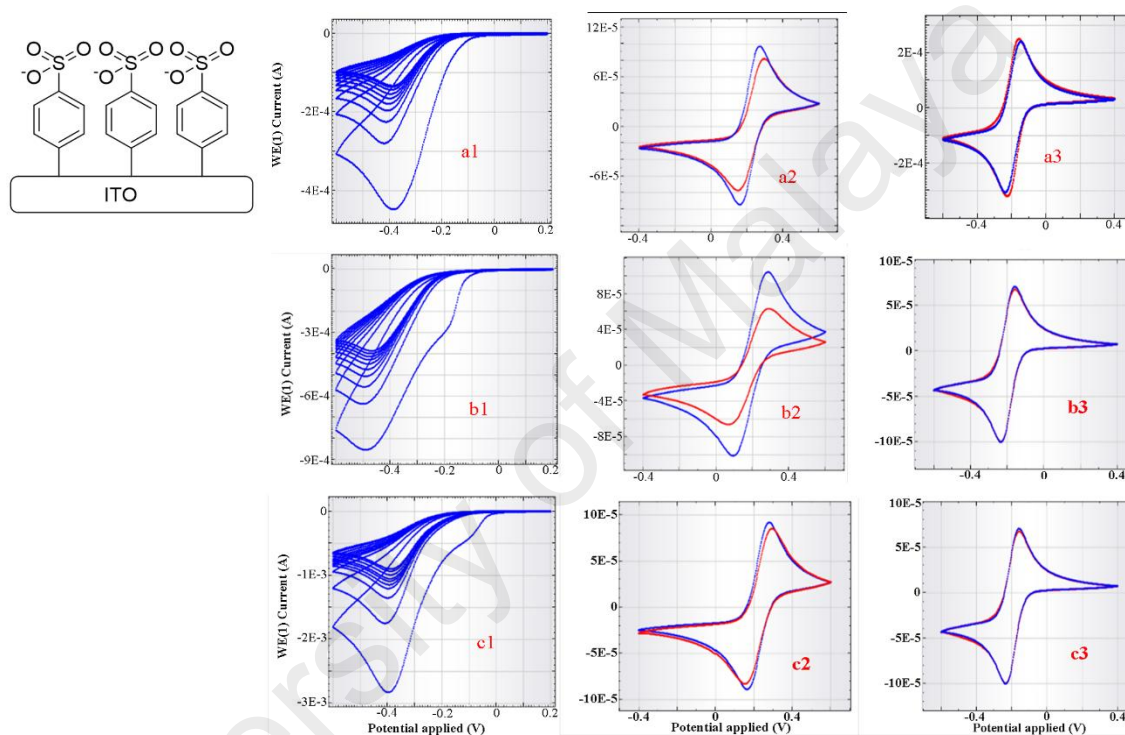 O O O O O O
S S S
-O -O -O
ITO
WE(1) Current (A)
0
-2E-4
-4E-4
-0.4
-0.2
0
0.2
a1
12E-5
6E-5
0
-6E-5
-0.4
0
0.4
a2
2E-4
0
-2E-4
-0.4
0
0.4
a3
WE(1) Current (A)
0
-3E-4
-6E-4
-9E-4
-0.4
-0.2
0
0.2
b1
8E-5
4E-5
0
-4E-5
-8E-5
-0.4
0
0.4
b2
10E-5
5E-5
0
-5E-5
-10E-5
0
0.4
b3
WE(1) Current (A)
0
-1E-3
-2E-3
-3E-3
-0.4
-0.2
0
0.2
Potential applied (V)
c1
10E-5
5E-5
0
-5E-5
-10E-5
-0.4
0
0.4
Potential applied (V)
c2
10E-5
5E-5
0
-5E-5
-10E-5
0
0.4
Potential applied (V)
c3
ersity of Malaya